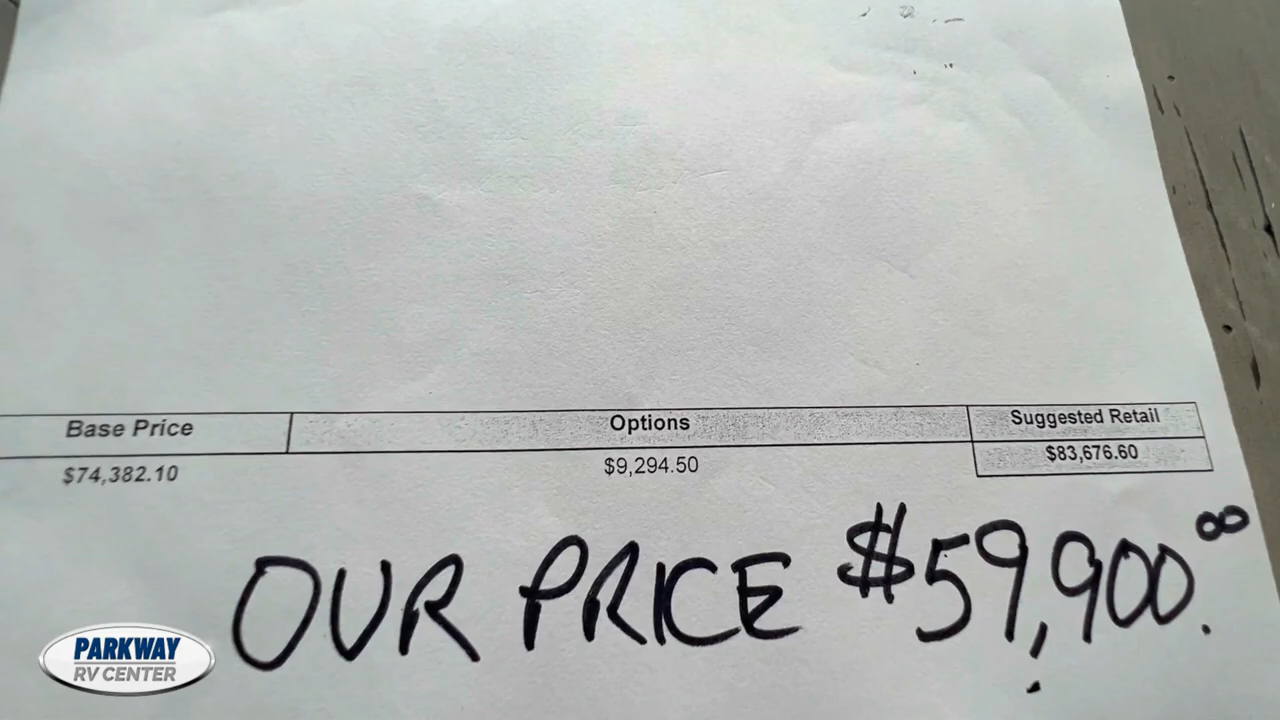 Base Price Options Suggested Retail
$74,382.10 $9,294.50 $83,676.60
OUR PRICE $59,900.00
PARKWAY
RV CENTER